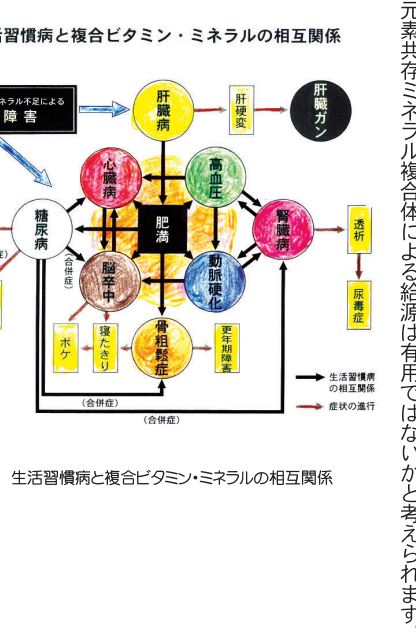 元素共存ミネラル複合体による給源は有用ではないかと考えられます。
活習慣病と複合ビタミン・ミネラルの相互関係
ネラル不足による
障害
肝臓病
肝硬変
肝臓ガン
心臓病
高血圧
糖尿病
肥満
腎臓病
透析
尿毒症
症)
(合併症)
脳卒中
動脈硬化
ボケ
寝たきり
骨粗鬆症
更年期障害
生活習慣病
の相互関係
症状の進行
(合併症)
(合併症)
生活習慣病と複合ビタミン・ミネラルの相互関係